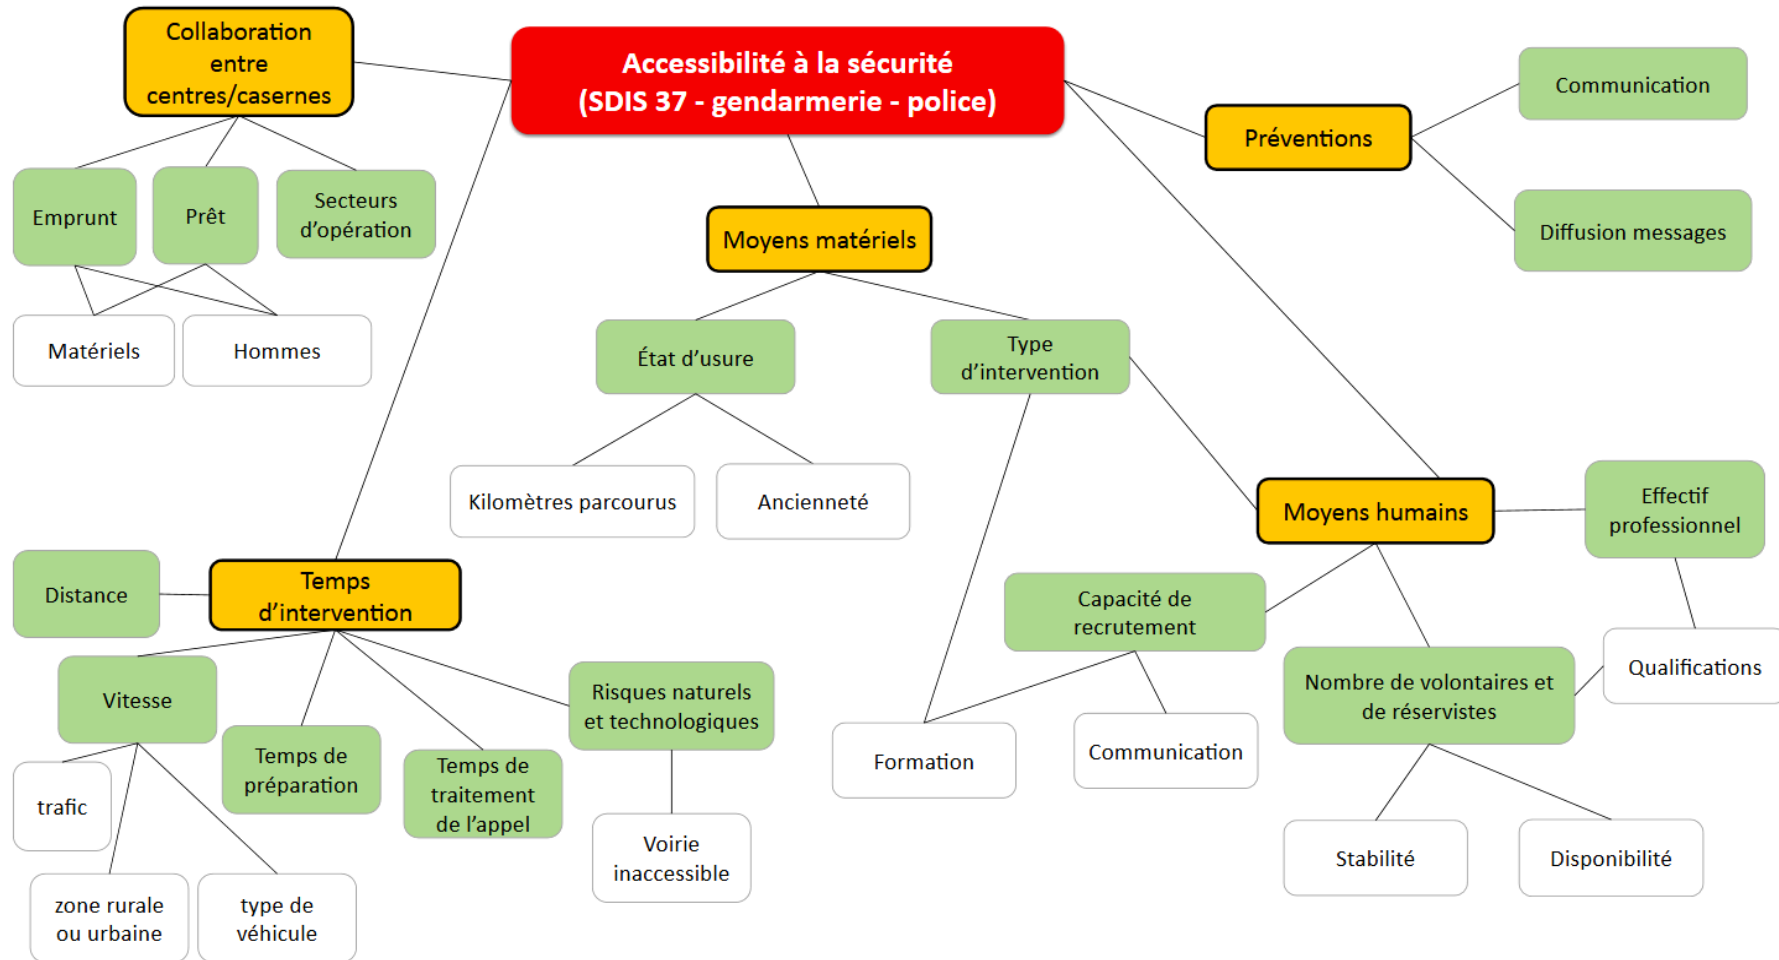 Collaboration
entre
centres/casernes
Accessibilité à la sécurité
(SDIS 37 - gendarmerie - police)
Communication
Préventions
Emprunt
Prêt
Secteurs
d’opération
Diffusion messages
Moyens matériels
Matériels
Hommes
État d’usure
Type
d’intervention
Kilomètres parcourus
Ancienneté
Moyens humains
Effectif
professionnel
Distance
Temps
d’intervention
Capacité de
recrutement
Vitesse
Risques naturels
et technologiques
Nombre de volontaires et
de réservistes
Qualifications
Temps de
préparation
Temps de
traitement
de l’appel
Formation
Communication
trafic
Voirie
inaccessible
Stabilité
Disponibilité
zone rurale
ou urbaine
type de
véhicule